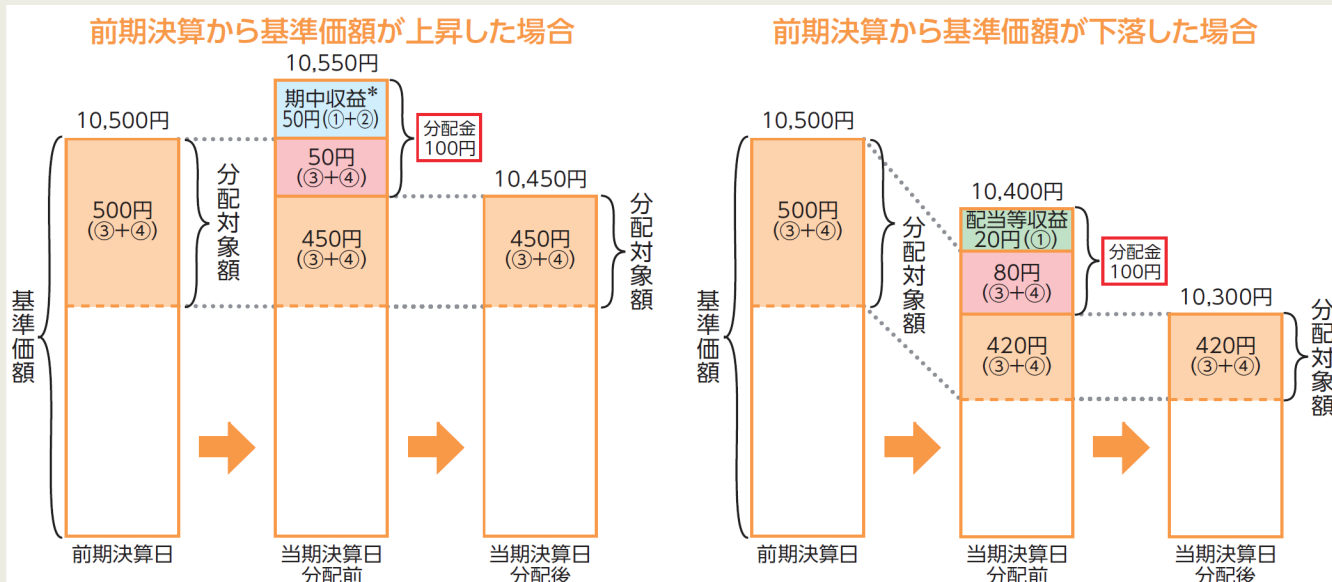 前期決算から基準価額が上昇した場合
10,550円
期中収益*
50円(①+②)
分配金
100円
10,500円
50円
(③+④)
10,450円
500円
(③+④)
分配対象額
450円
(③+④)
450円
(③+④)
分配対象額
基準価額
前期決算日
当期決算日
分配前
当期決算日
分配後
前期決算から基準価額が下落した場合
10,500円
10,400円
配当等収益
20円(①)
分配金
100円
500円
(③+④)
分配対象額
80円
(③+④)
10,300円
420円
(③+④)
420円
(③+④)
分配対象額
基準価額
前期決算日
当期決算日
分配前
当期決算日
分配後